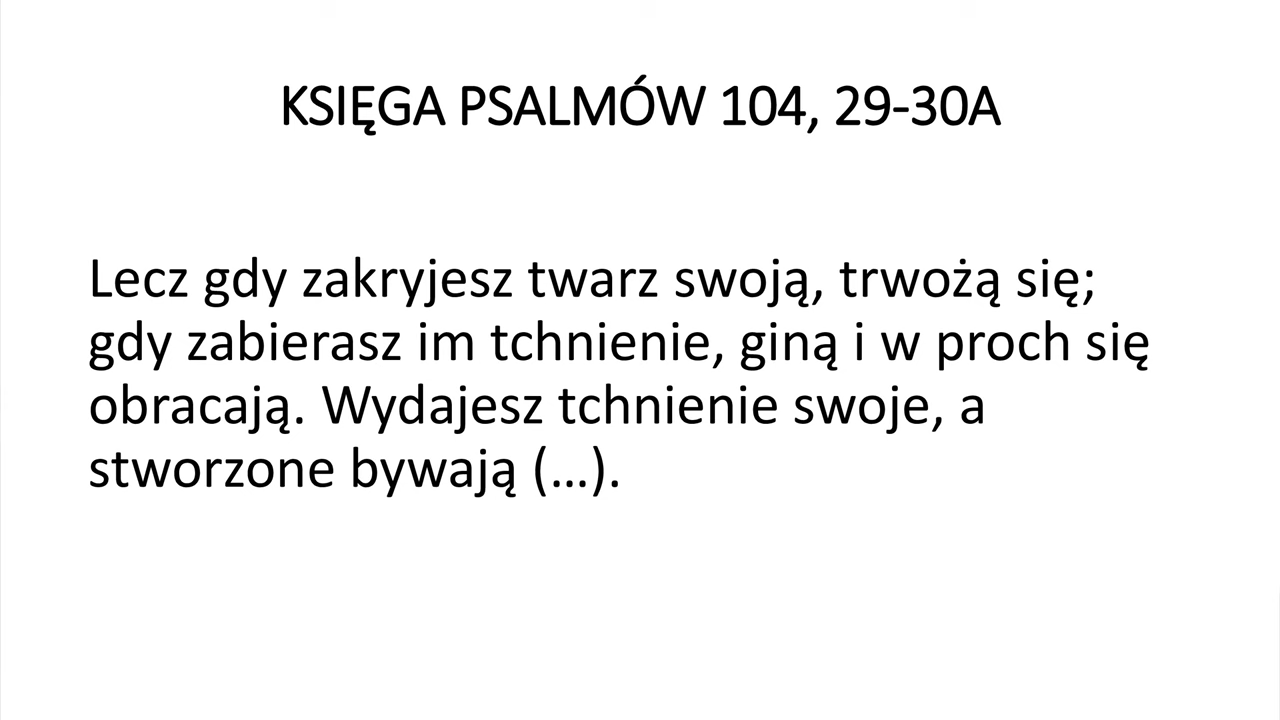 KSIĘGA PSALMÓW 104, 29-30A
Lecz gdy zakryjesz twarz swoją, trwożą się;
gdy zabierasz im tchnienie, giną i w proch się
obracają. Wydajesz tchnienie swoje, a
stworzone bywają (...).